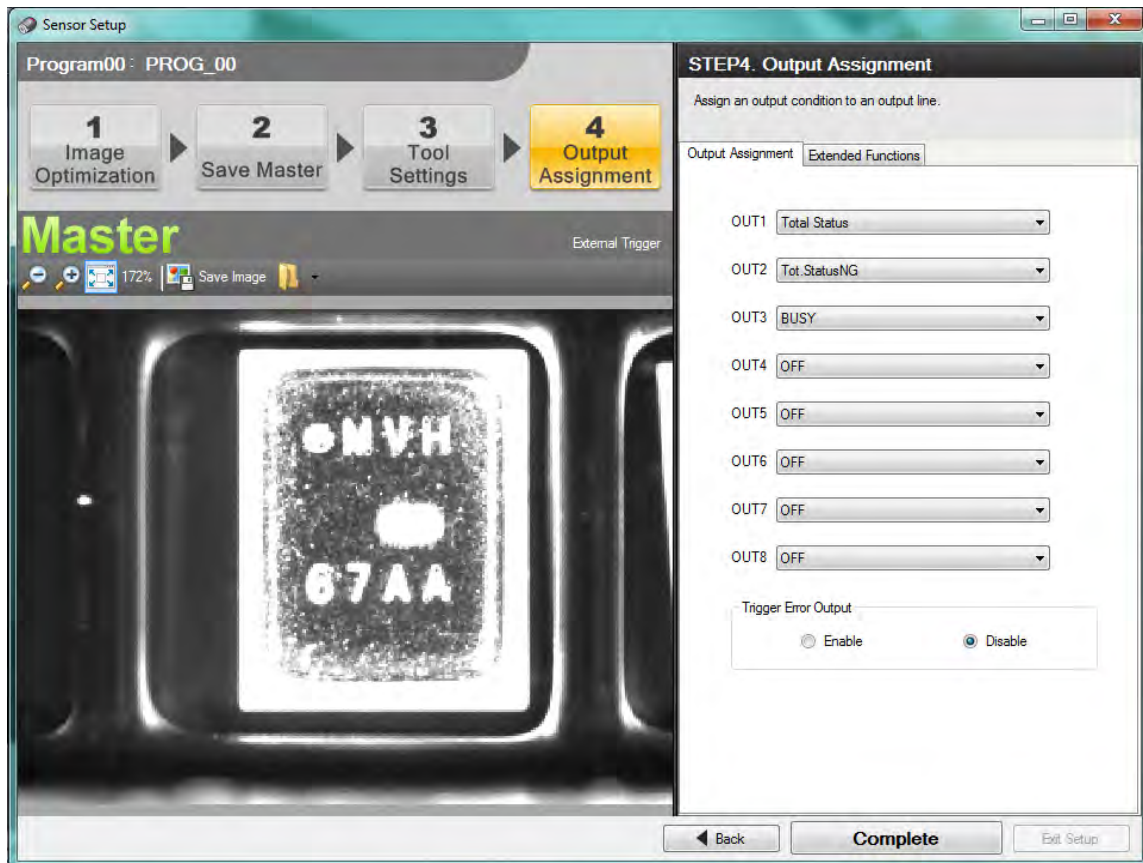 Sensor Setup
Program00: PROG_00
1
Image
Optimization
2
Save Master
3
Tool
Settings
4
Output
Assignment
Master
External Trigger
172%
Save Image
NVH
67AA
STEP4. Output Assignment
Assign an output condition to an output line.
Output Assignment
Extended Functions
OUT1 Total Status
OUT2 Tot.StatusNG
OUT3 BUSY
OUT4 OFF
OUT5 OFF
OUT6 OFF
OUT7 OFF
OUT8 OFF
Trigger Error Output
Enable
Disable
Back
Complete
Exit Setup